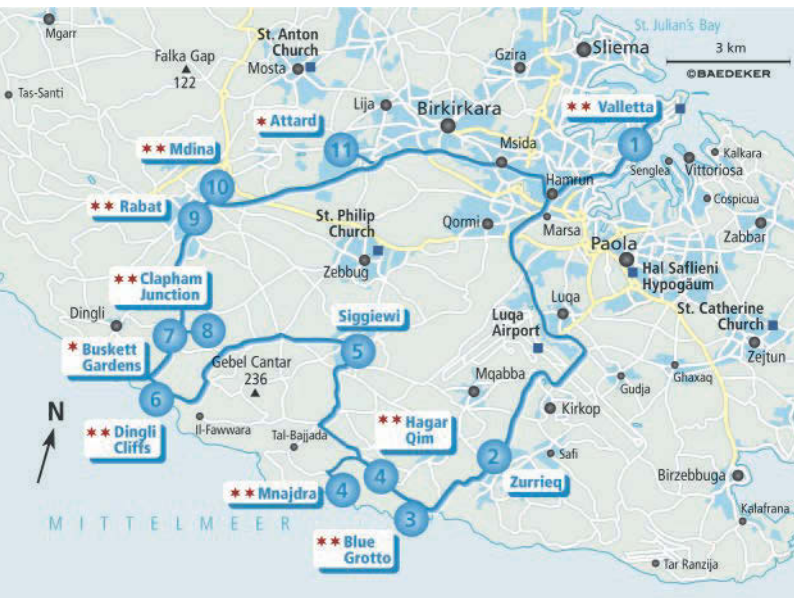 Mgarr
St. Julian's Bay
St. Anton
Church
Falka Gap
122
Mosta
Gzira
Sliema
3 km
©BAEDEKER
Tas-Santi
Lija
Birkirkara
★★ Valletta
★ Attard
1
★★ Mdina
11
Msida
Senglea
Kalkara
Vittoriosa
10
Hamrun
Cospicua
★★ Rabat
9
St. Philip
Church
Qormi
Marsa
Zabbar
Paola
Zebbug
Hal Saflieni
Hypogäum
★★ Clapham
Junction
Siggiewi
Luqa
Luqa
Airport
St. Catherine
Church
Dingli
7
8
★ Buskett
Gardens
5
Zejtun
Gebel Cantar
236
Mqabba
Gudja
Ghaxaq
6
N
Il-Fawwara
Kirkop
★★ Dingli
Cliffs
★★ Hagar
Qim
Tal-Bajjada
2
Safi
★★ Mnajdra
4
4
Zurrieq
Birzebbuga
MITTELMEER
3
Kalafrana
★★ Blue
Grotto
Tar Ranzija